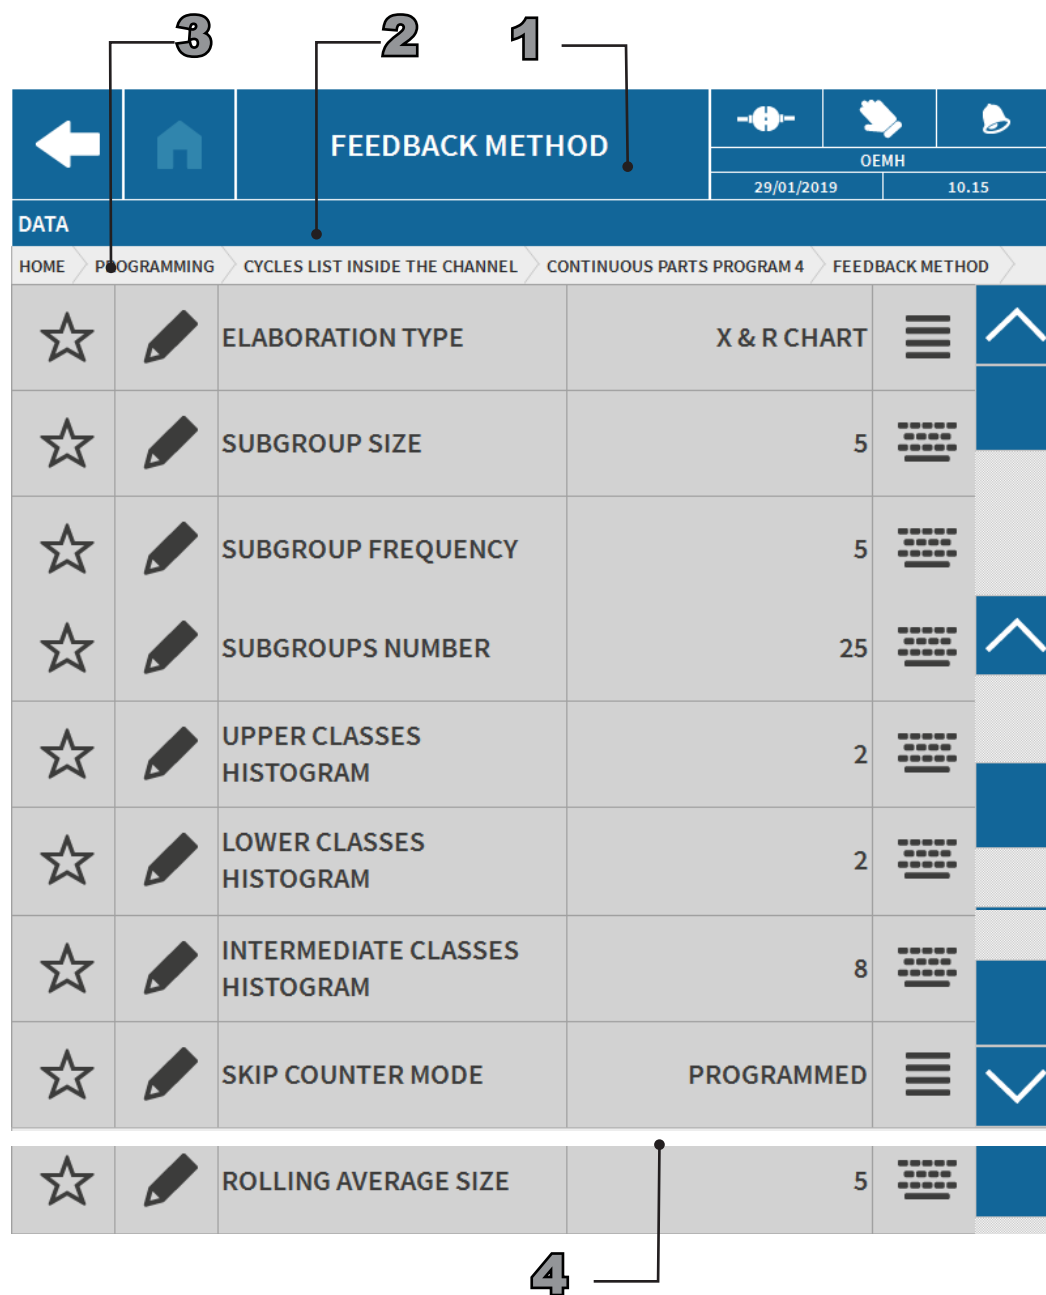 3 2 1
FEEDBACK METHOD
OEMH
29/01/2019 10.15
DATA
HOME PROGRAMMING CYCLES LIST INSIDE THE CHANNEL CONTINUOUS PARTS PROGRAM 4 FEEDBACK METHOD
ELABORATION TYPE X & R CHART
SUBGROUP SIZE 5
SUBGROUP FREQUENCY 5
SUBGROUPS NUMBER 25
UPPER CLASSES
HISTOGRAM 2
LOWER CLASSES
HISTOGRAM 2
INTERMEDIATE CLASSES
HISTOGRAM 8
SKIP COUNTER MODE PROGRAMMED
ROLLING AVERAGE SIZE 5
4